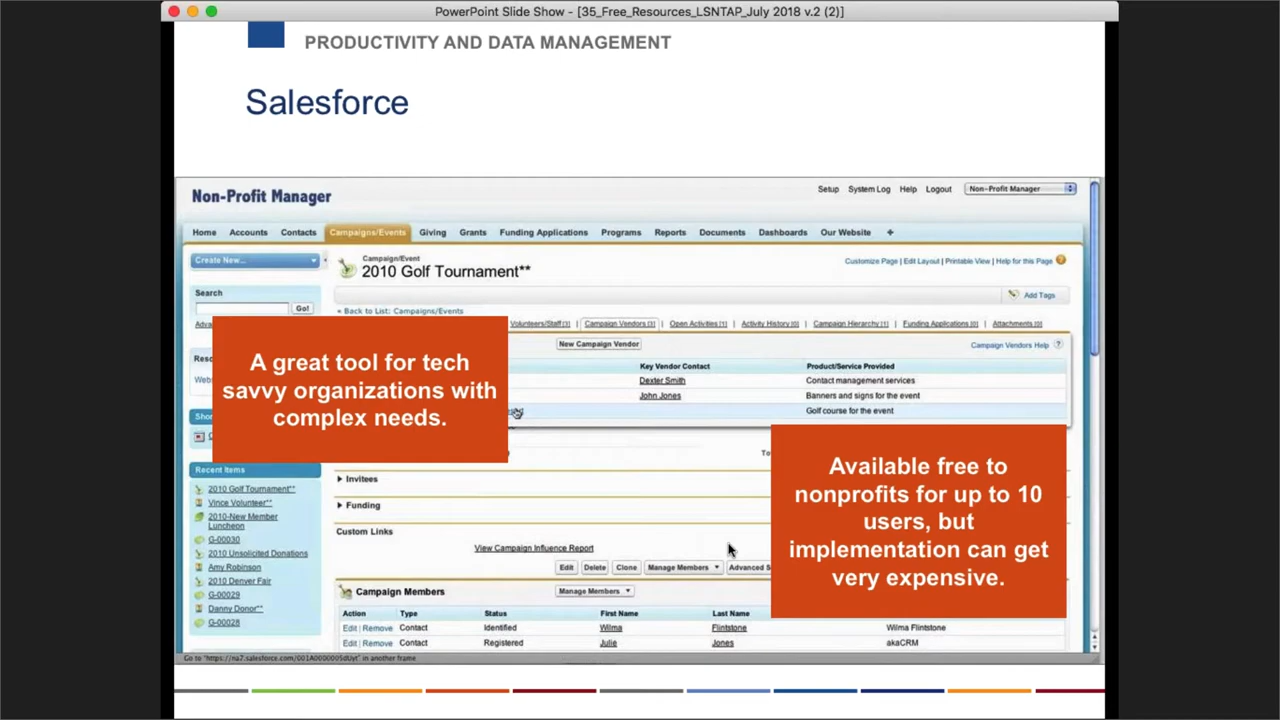 PowerPoint Slide Show - [35_Free_Resources_LSNTAP_July 2018 v.2 (2)]
PRODUCTIVITY AND DATA MANAGEMENT
Salesforce
Non-Profit Manager
Setup System Log Help Logout Non-Profit Manager
Home Accounts Contacts Campaigns/Events Giving Grants Funding Applications Programs Reports Documents Dashboards Our Website +
Create New...
Campaign/Event
2010 Golf Tournament**
Customize Page | Edit Layout | Printable View | Help for this Page
Search
Go!
Add Tags
« Back to List: Campaigns/Events
Volunteers/Staff [3] | Campaign Vendors [3] | Open Activities [1] | Activity History [0] | Campaign Hierarchy [1] | Funding Applications [0] | Attachments [0]
New Campaign Vendor
Campaign Vendors Help
Key Vendor Contact Product/Service Provided
Dexter Smith Contact management services
John Jones Banners and signs for the event
Golf course for the event
A great tool for tech
savvy organizations with
complex needs.
Available free to
nonprofits for up to 10
users, but
implementation can get
very expensive.
Recent Items
2010 Golf Tournament**
Vince Volunteer**
2010-New Member
Luncheon
G-00030
2010 Unsolicited Donations
Amy Robinson
2010 Denver Fair
G-00029
Danny Donor**
G-00028
Invitees
Funding
Custom Links
View Campaign Influence Report
Edit Delete Clone Manage Members Advanced S
Campaign Members
Manage Members
Action Type Status First Name Last Name
Edit | Remove Contact Identified Wilma Flintstone Wilma Flintstone
Edit | Remove Contact Registered Julie Jones akaCRM